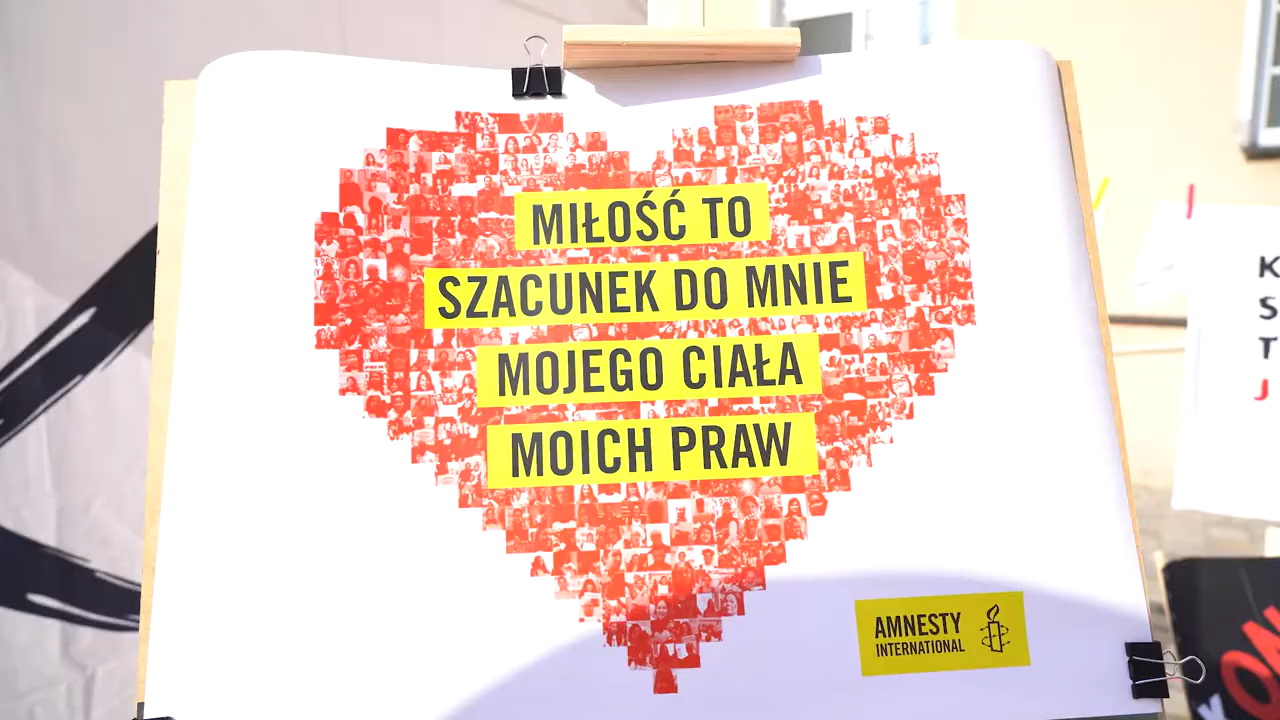 MIŁOŚĆ TO
SZACUNEK DO MNIE
MOJEGO CIAŁA
MOICH PRAW
AMNESTY
INTERNATIONAL
K
S
T
J